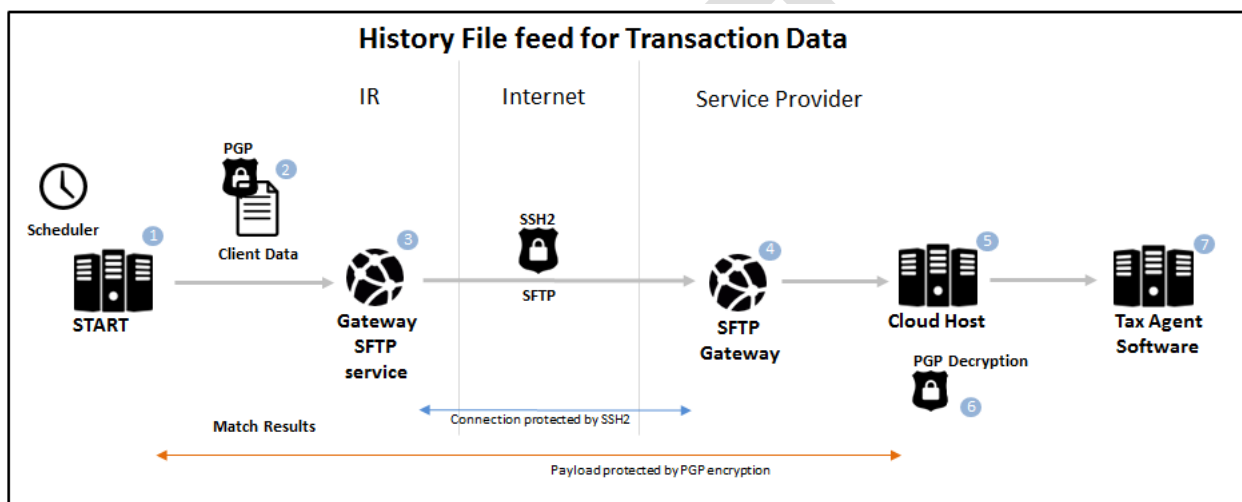 History File feed for Transaction Data
IR
Internet
Service Provider
PGP
2
Scheduler
1
Client Data
3
SSH2
4
5
7
START
SFTP
Gateway
SFTP
service
SFTP
Gateway
Cloud Host
Tax Agent
Software
PGP Decryption
6
Connection protected by SSH2
Match Results
Payload protected by PGP encryption